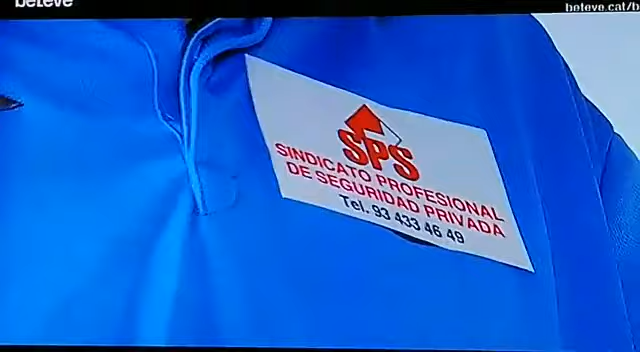 beteve
beteve.cat/b
SPS
SINDICATO PROFESIONAL
DE SEGURIDAD PRIVADA
Tel. 93 433 46 49